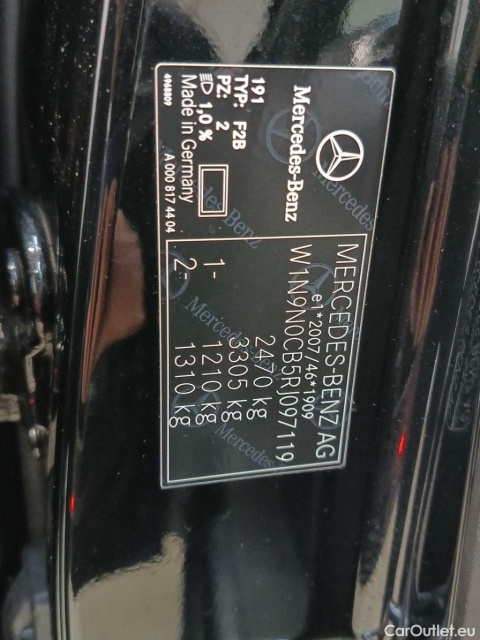 Mercedes-Benz
191
TYP: F2B
PZ: 2
1,0 %
Made in Germany
4946809
A 000 817 44 04
MERCEDES-BENZ AG
e1*2007/46*1909
W1N9N0CB5RJ097119
2470 kg
3305 kg
1- 1210 kg
2- 1310 kg
CarOutlet.eu